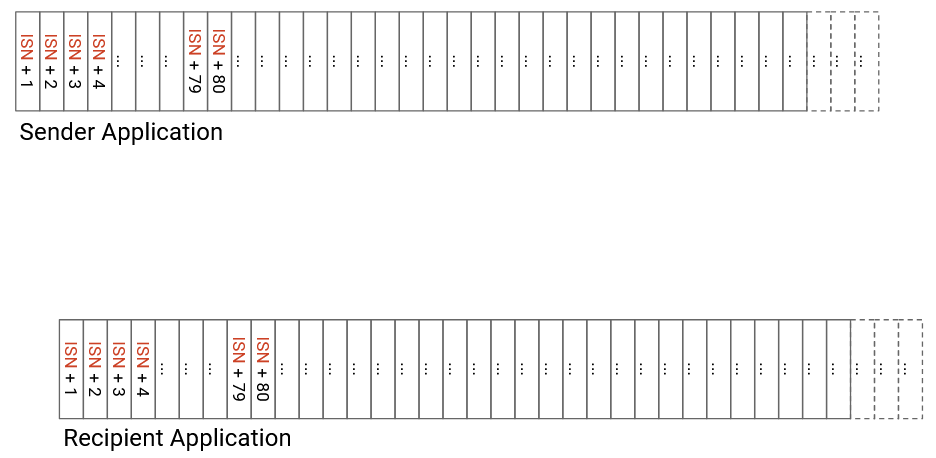 ISN + 1 ISN + 2 ISN + 3 ISN + 4 ... ... ... ISN + 79 ISN + 80 ... ... ... ... ... ... ... ... ... ... ... ... ... ... ... ... ... ... ... ... ... ... ... ... ... ... ...
Sender Application
ISN + 1 ISN + 2 ISN + 3 ISN + 4 ... ... ... ISN + 79 ISN + 80 ... ... ... ... ... ... ... ... ... ... ... ... ... ... ... ... ... ... ... ... ... ... ... ... ... ... ...
Recipient Application